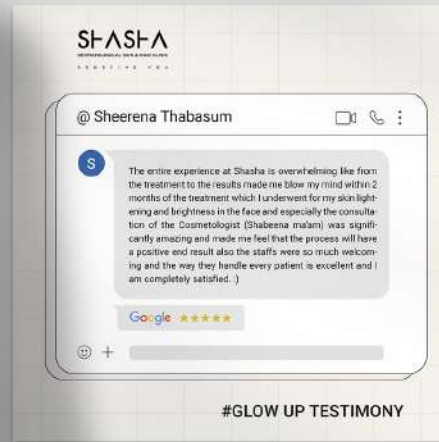 SHASHA
DERMATOLOGICAL SKIN & HAIR CLINIC
@ Sheerena Thabasum
S
The entire experience at Shasha is overwhelming like from
the treatment to the results made me blow my mind within 2
months of the treatment which I underwent for my skin light-
ening and brightness in the face and especially the consulta-
tion of the Cosmetologist (Shabeena ma'am) was signifi-
cantly amazing and made me feel that the process will have
a positive end result also the staffs were so much welcom-
ing and the way they handle every patient is excellent and I
am completely satisfied. :)
Google
#GLOW UP TESTIMONY